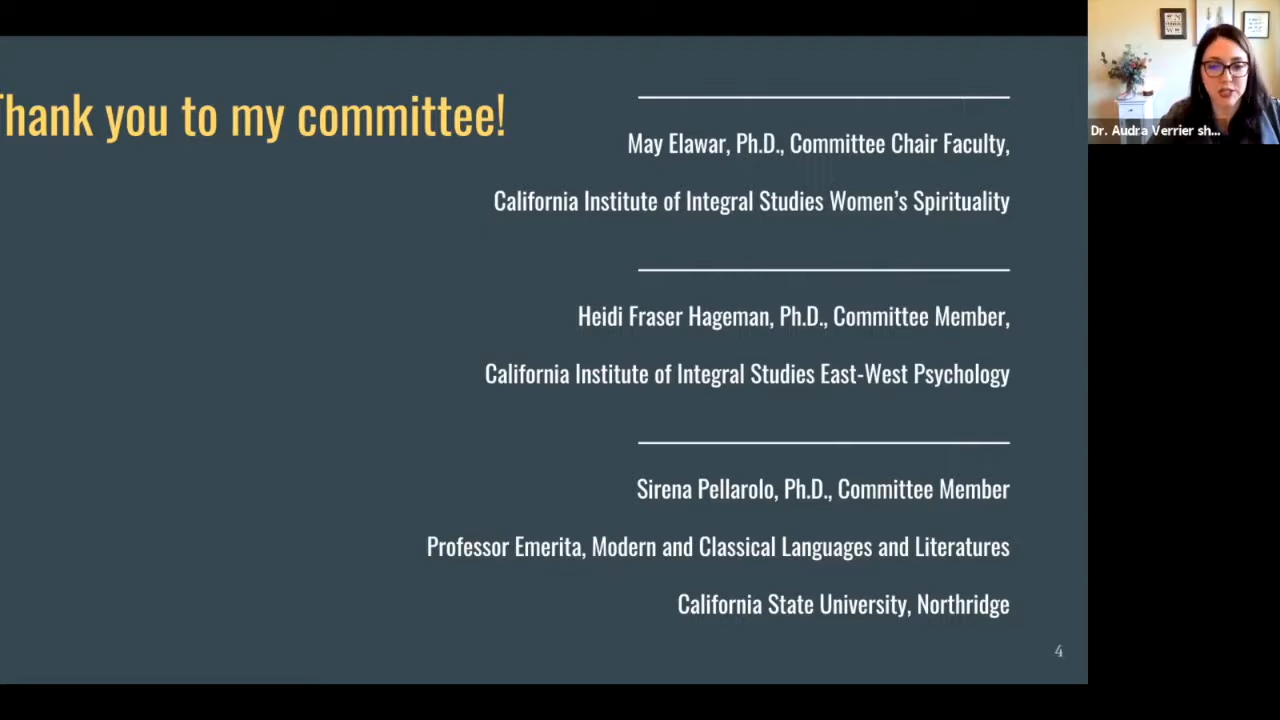 Thank you to my committee!
May Elawar, Ph.D., Committee Chair Faculty,
California Institute of Integral Studies Women's Spirituality
Heidi Fraser Hageman, Ph.D., Committee Member,
California Institute of Integral Studies East-West Psychology
Sirena Pellarolo, Ph.D., Committee Member
Professor Emerita, Modern and Classical Languages and Literatures
California State University, Northridge
4
Dr. Audra Verrier sh...